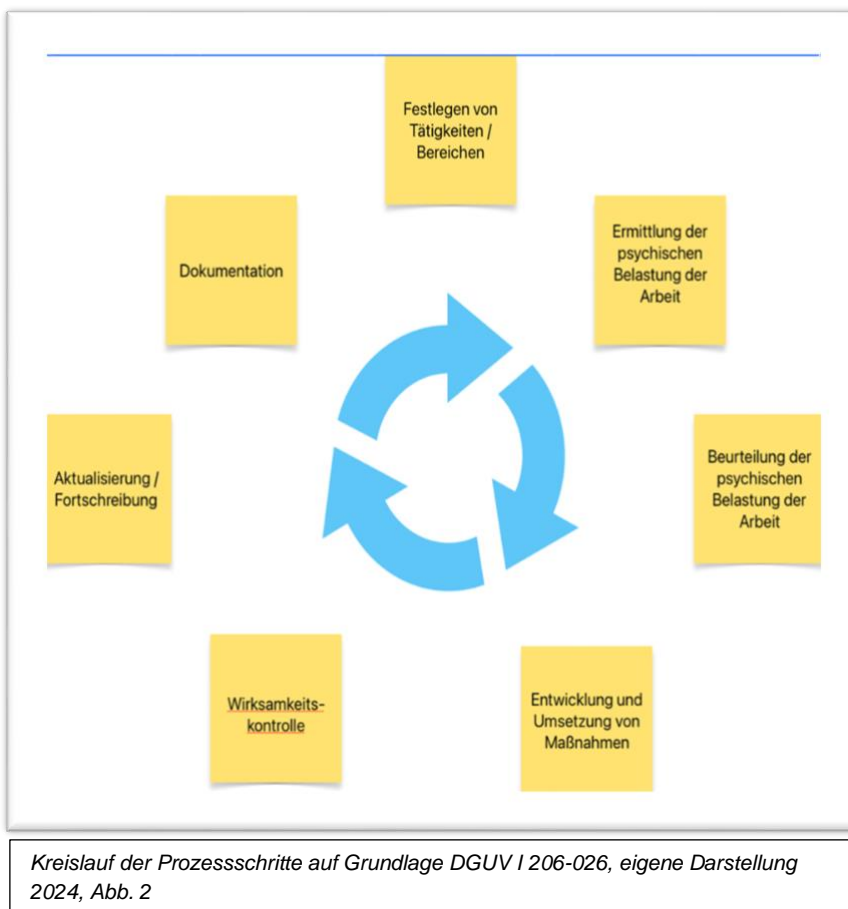 Festlegen von
Tätigkeiten /
Bereichen
Ermittlung der
psychischen
Belastung der
Arbeit
Beurteilung der
psychischen
Belastung der
Arbeit
Entwicklung und
Umsetzung von
Maßnahmen
Wirksamkeits-
kontrolle
Aktualisierung /
Fortschreibung
Dokumentation
Kreislauf der Prozessschritte auf Grundlage DGUV I 206-026, eigene Darstellung
2024, Abb. 2